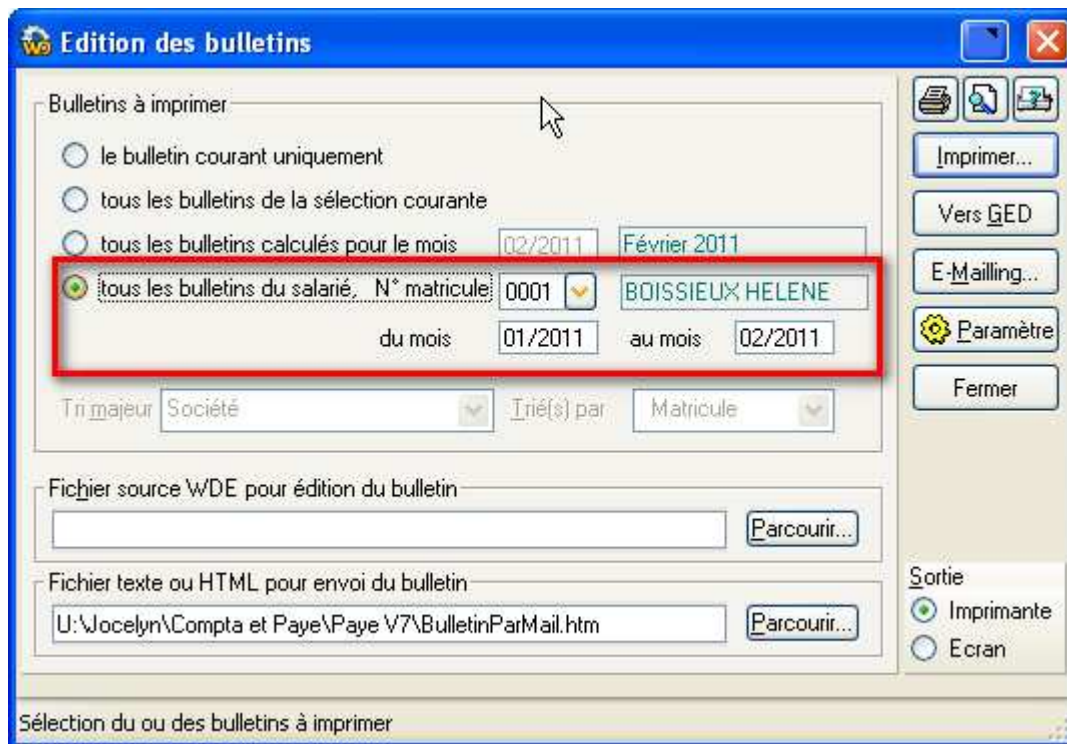 Edition des bulletins
Bulletins à imprimer
le bulletin courant uniquement
tous les bulletins de la sélection courante
tous les bulletins calculés pour le mois 02/2011 Février 2011
tous les bulletins du salarié, N° matricule 0001 BOISSIEUX HELENE
du mois 01/2011 au mois 02/2011
Tri majeur Société Trié(s) par Matricule
Fichier source WDE pour édition du bulletin
Parcourir...
Fichier texte ou HTML pour envoi du bulletin
U:\Jocelyn\Compta et Paye\Paye V7\BulletinParMail.htm Parcourir...
Imprimer...
Vers GED
E-Mailling...
Paramètre
Fermer
Sortie
Imprimante
Ecran
Sélection du ou des bulletins à imprimer